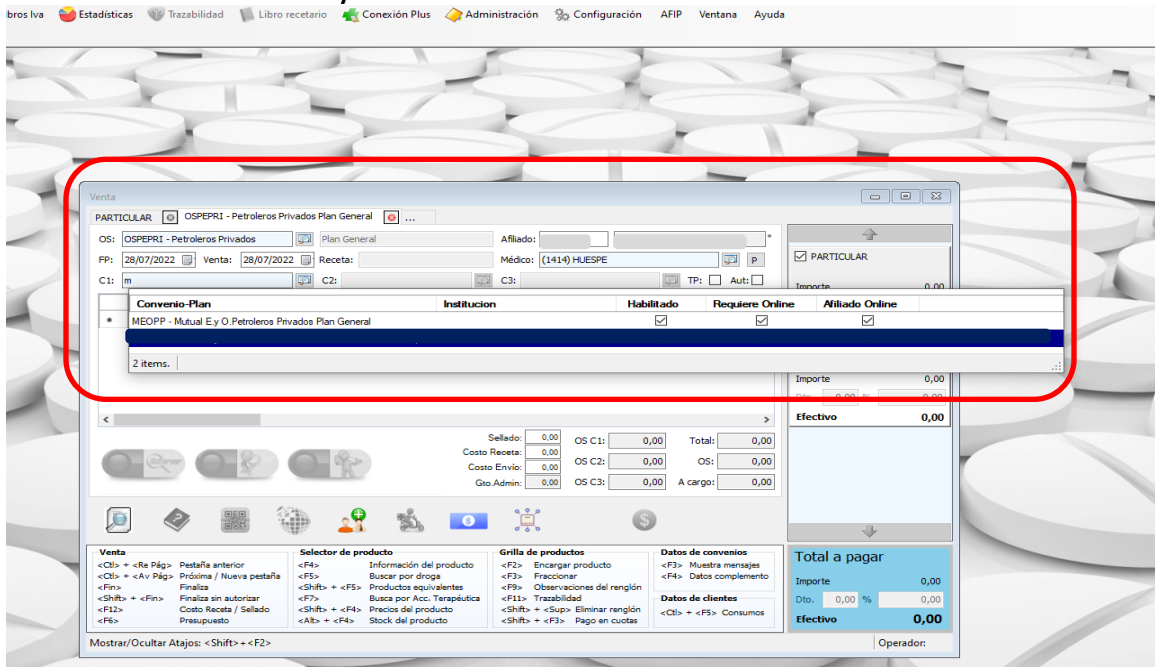 bros Iva Estadísticas Trazabilidad Libro recetario Conexión Plus Administración Configuración AFIP Ventana Ayuda
Venta
PARTICULAR OSPEPRI - Petroleros Privados Plan General ...
OS: OSPEPRI - Petroleros Privados Plan General Afiliado: *
FP: 28/07/2022 Venta: 28/07/2022 Receta: Médico: (1414) HUESPE P
C1: m C2: C3: TP: Aut:
PARTICULAR
Importe 0,00
Convenio-Plan Institucion Habilitado Requiere Online Afiliado Online
* MEOPP - Mutual E.y O.Petroleros Privados Plan General
2 items.
Importe 0,00
Dto. 0,00 % 0,00
Efectivo 0,00
< >
Sellado: 0,00 OS C1: 0,00 Total: 0,00
Costo Receta: 0,00
OS C2: 0,00 OS: 0,00
Costo Envío: 0,00
Gto.Admin: 0,00 OS C3: 0,00 A cargo: 0,00
Venta
<Ctl> + <Re Pág> Pestaña anterior
<Ctl> + <Av Pág> Próxima / Nueva pestaña
<Fin> Finaliza
<Shift> + <Fin> Finaliza sin autorizar
<F12> Costo Receta / Sellado
<F6> Presupuesto
Selector de producto
<F4> Información del producto
<F5> Buscar por droga
<Shift> + <F5> Productos equivalentes
<F7> Busca por Acc. Terapéutica
<Shift> + <F4> Precios del producto
<Alt> + <F4> Stock del producto
Grilla de productos
<F2> Encargar producto
<F3> Fraccionar
<F9> Observaciones del renglón
<F11> Trazabilidad
<Shift> + <Sup> Eliminar renglón
<Shift> + <F3> Pago en cuotas
Datos de convenios
<F3> Muestra mensajes
<F4> Datos complemento
Datos de clientes
<Ctl> + <F5> Consumos
Total a pagar
Importe 0,00
Dto. 0,00 % 0,00
Efectivo 0,00
Mostrar/Ocultar Atajos: <Shift>+<F2> Operador: